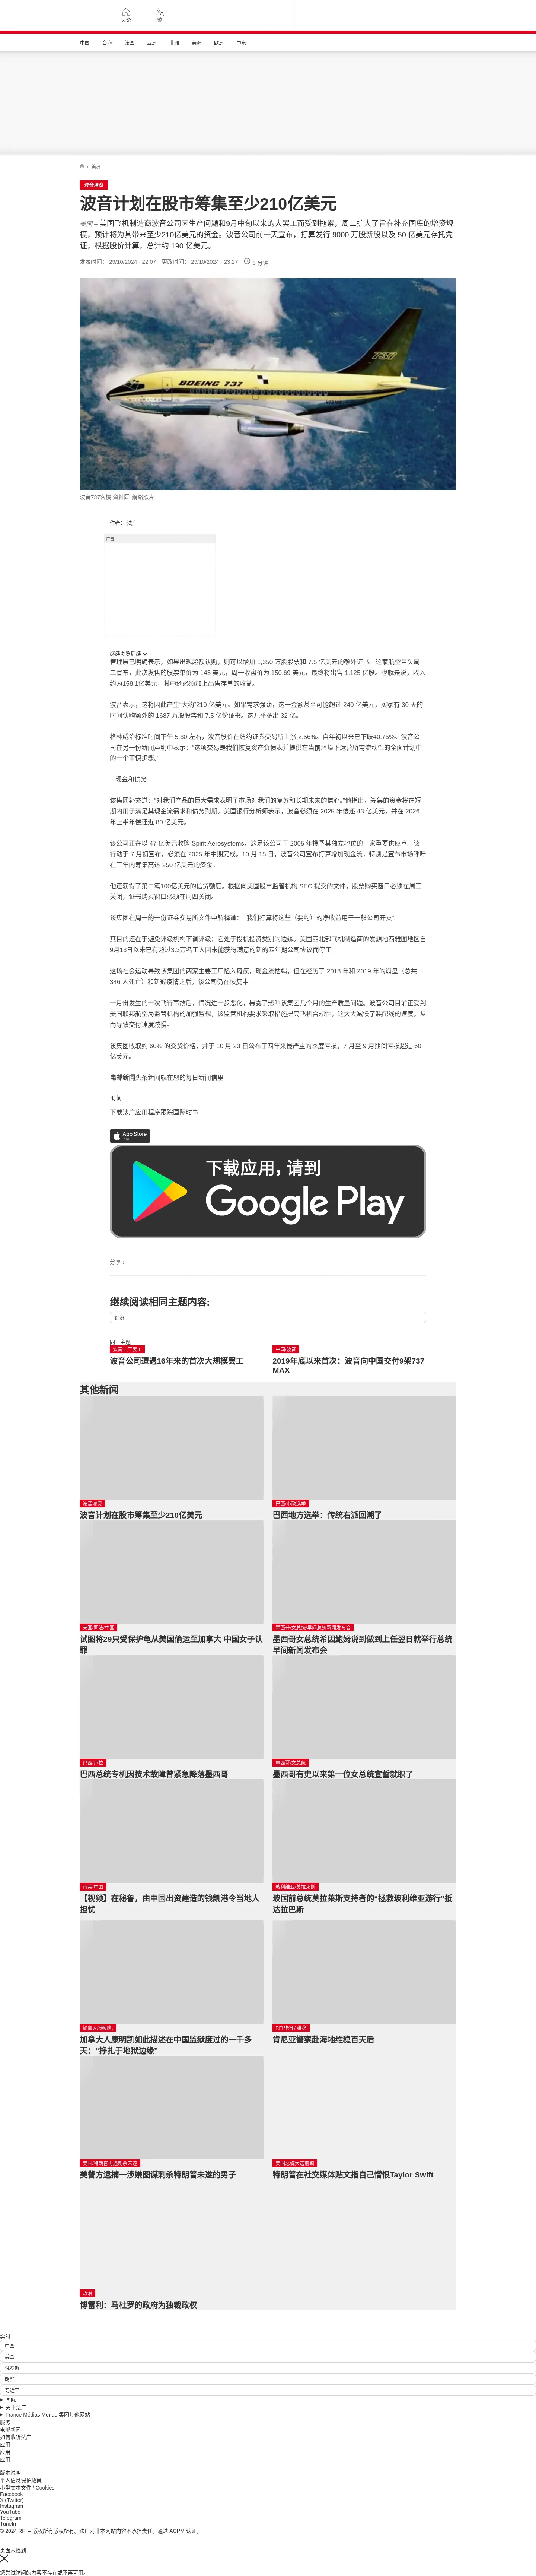 头条
繁
中国 台海 法国 亚洲 非洲 美洲 欧洲 中东
/ 美洲
波音增资
波音计划在股市筹集至少210亿美元
美国 – 美国飞机制造商波音公司因生产问题和9月中旬以来的大罢工而受到拖累，周二扩大了旨在补充国库的增资规
模，预计将为其带来至少210亿美元的资金。波音公司前一天宣布，打算发行 9000 万股新股以及 50 亿美元存托凭
证，根据股价计算，总计约 190 亿美元。
发表时间： 29/10/2024 - 22:07 更改时间： 29/10/2024 - 23:27 8 分钟
BOEING 737
737
波音737客機 資料圖 網絡照片
作者： 法广
广告
继续浏览后续
管理层已明确表示，如果出现超额认购，则可以增加 1,350 万股股票和 7.5 亿美元的额外证书。这家航空巨头周
二宣布，此次发售的股票单价为 143 美元，周一收盘价为 150.69 美元，最终将出售 1.125 亿股。也就是说，收入
约为158.1亿美元，其中还必须加上出售存单的收益。
波音表示，这将因此产生“大约”210 亿美元。如果需求强劲，这一金额甚至可能超过 240 亿美元，买家有 30 天的
时间认购额外的 1687 万股股票和 7.5 亿份证书。这几乎多出 32 亿。
格林威治标准时间下午 5:30 左右，波音股价在纽约证券交易所上涨 2.56%。自年初以来已下跌40.75%。波音公
司在另一份新闻声明中表示：“这项交易是我们恢复资产负债表并提供在当前环境下运营所需流动性的全面计划中
的一个审慎步骤。”
- 现金和债务 -
该集团补充道：“对我们产品的巨大需求表明了市场对我们的复苏和长期未来的信心。”他指出，筹集的资金将在短
期内用于满足其现金流需求和债务到期。美国银行分析师表示，波音必须在 2025 年偿还 43 亿美元，并在 2026
年上半年偿还近 80 亿美元。
该公司正在以 47 亿美元收购 Spirit Aerosystems，这是该公司于 2005 年授予其独立地位的一家重要供应商。该
行动于 7 月初宣布，必须在 2025 年中期完成。10 月 15 日，波音公司宣布打算增加现金流，特别是宣布市场呼吁
在三年内筹集高达 250 亿美元的资金。
他还获得了第二笔100亿美元的信贷额度。根据向美国股市监管机构 SEC 提交的文件，股票购买窗口必须在周三
关闭，证书购买窗口必须在周四关闭。
该集团在周一的一份证券交易所文件中解释道： “我们打算将这些（要约）的净收益用于一般公司开支”。
其目的还在于避免评级机构下调评级：它处于投机投资类别的边缘。美国西北部飞机制造商的发源地西雅图地区自
9月13日以来已有超过3.3万名工人因未能获得满意的新的四年期公司协议而停工。
这场社会运动导致该集团的两家主要工厂陷入瘫痪，现金流枯竭，但在经历了 2018 年和 2019 年的崩盘（总共
346 人死亡）和新冠疫情之后，该公司仍在恢复中。
一月份发生的一次飞行事故后，情况进一步恶化，暴露了影响该集团几个月的生产质量问题。波音公司目前正受到
美国联邦航空局监管机构的加强监视，该监管机构要求采取措施提高飞机合规性，这大大减慢了装配线的速度，从
而导致交付速度减慢。
该集团收取约 60% 的交货价格，并于 10 月 23 日公布了四年来最严重的季度亏损，7 月至 9 月期间亏损超过 60
亿美元。
电邮新闻头条新闻就在您的每日新闻信里
订阅
下载法广应用程序跟踪国际时事
App Store
下载
下载应用，请到
Google Play
分享 :
继续阅读相同主题内容:
经济
同一主题
波音工厂罢工
波音公司遭遇16年来的首次大规模罢工
中国/波音
2019年底以来首次：波音向中国交付9架737
MAX
其他新闻
波音增资
波音计划在股市筹集至少210亿美元
巴西/市政选举
巴西地方选举：传统右派回潮了
美国/司法/中国
试图将29只受保护龟从美国偷运至加拿大 中国女子认
罪
墨西哥/女总统/早间总统新闻发布会
墨西哥女总统希因鲍姆说到做到上任翌日就举行总统
早间新闻发布会
巴西/卢拉
巴西总统专机因技术故障曾紧急降落墨西哥
墨西哥/女总统
墨西哥有史以来第一位女总统宣誓就职了
南美/中国
【视频】在秘鲁，由中国出资建造的钱凯港令当地人
担忧
玻利维亚/莫拉莱斯
玻国前总统莫拉莱斯支持者的“拯救玻利维亚游行”抵
达拉巴斯
加拿大/康明凯
加拿大人康明凯如此描述在中国监狱度过的一千多
天：“挣扎于地狱边缘”
RFI非洲 / 维稳
肯尼亚警察赴海地维稳百天后
美国/特朗普再遇刺杀未遂
美警方逮捕一涉嫌图谋刺杀特朗普未遂的男子
美国总统大选前瞻
特朗普在社交媒体贴文指自己憎恨Taylor Swift
政治
博雷利：马杜罗的政府为独裁政权
实时
中国
美国
俄罗斯
朝鲜
习近平
国际
关于法广
France Médias Monde 集团其他网站
服务
电邮新闻
如何收听法广
应用
应用
应用
版本说明
个人信息保护政策
小型文本文件 / Cookies
Facebook
X (Twitter)
Instagram
YouTube
Telegram
TuneIn
© 2024 RFI – 版权所有版权所有。法广对非本网站内容不承担责任。通过 ACPM 认证。
页面未找到
您尝试访问的内容不存在或不再可用。